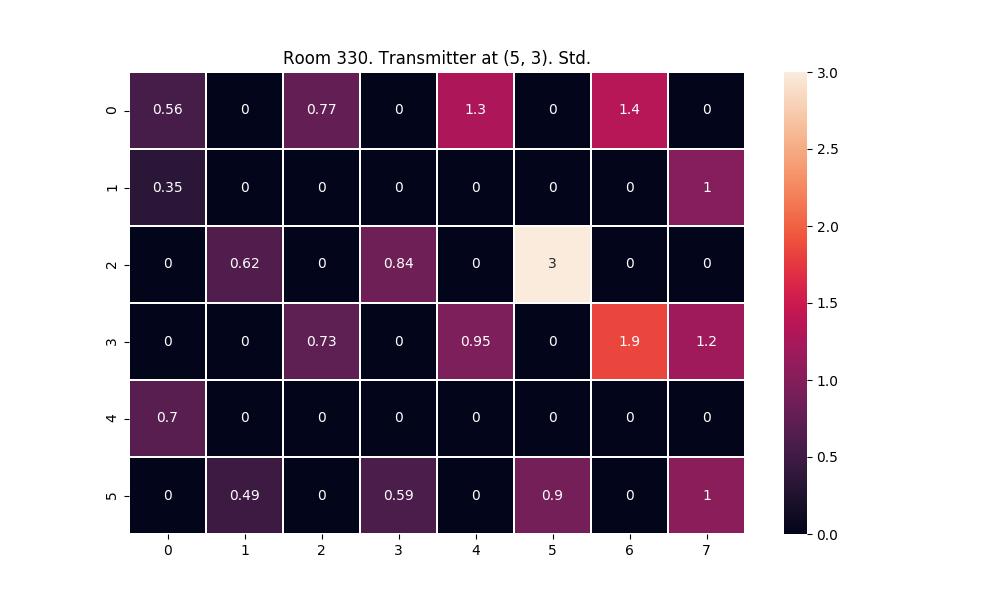 Room 330. Transmitter at (5, 3). Std.
0 0.56 0 0.77 0 1.3 0 1.4 0
1 0.35 0 0 0 0 0 0 1
2 0 0.62 0 0.84 0 3 0 0
3 0 0 0.73 0 0.95 0 1.9 1.2
4 0.7 0 0 0 0 0 0 0
5 0 0.49 0 0.59 0 0.9 0 1
0 1 2 3 4 5 6 7
3.0
2.5
2.0
1.5
1.0
0.5
0.0